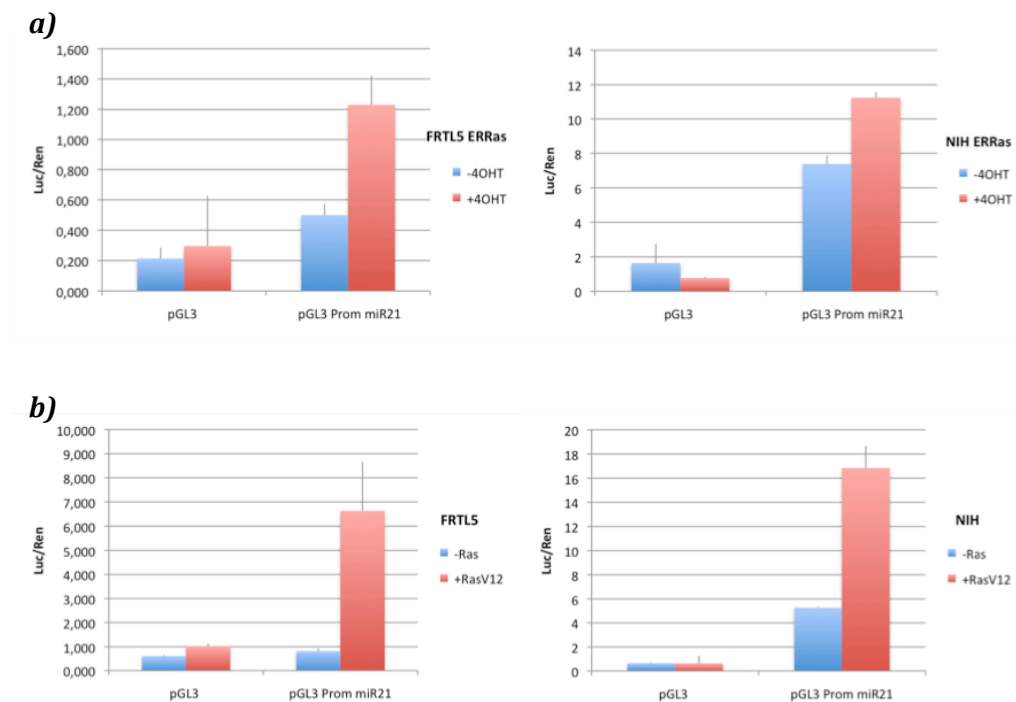 a)
1,600
1,400
1,200
1,000
0,800
0,600
0,400
0,200
0,000
Luc/Ren
pGL3
pGL3 Prom miR21
FRTL5 ERRas
-4OHT
+4OHT
14
12
10
8
6
4
2
0
Luc/Ren
pGL3
pGL3 Prom miR21
NIH ERRas
-4OHT
+4OHT
b)
10,000
9,000
8,000
7,000
6,000
5,000
4,000
3,000
2,000
1,000
0,000
Luc/Ren
pGL3
pGL3 Prom miR21
FRTL5
-Ras
+RasV12
20
18
16
14
12
10
8
6
4
2
0
Luc/Ren
pGL3
pGL3 Prom miR21
NIH
-Ras
+RasV12